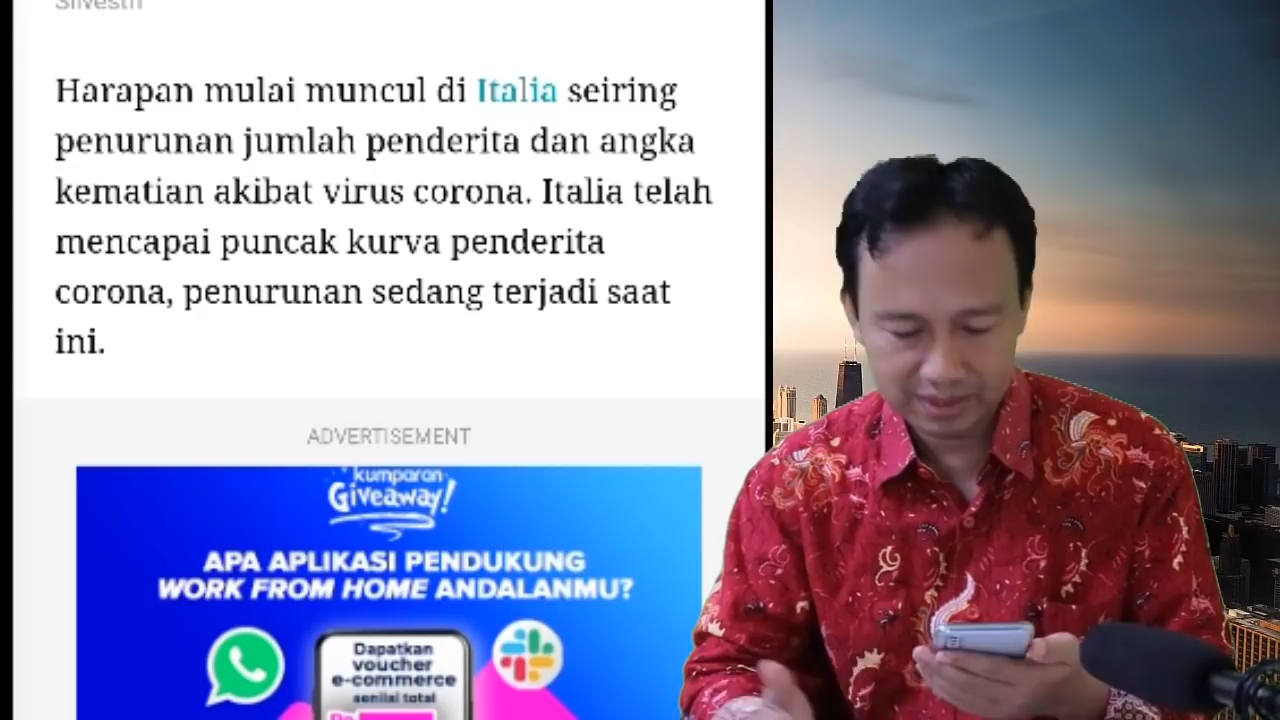 Silvestri
Harapan mulai muncul di Italia seiring
penurunan jumlah penderita dan angka
kematian akibat virus corona. Italia telah
mencapai puncak kurva penderita
corona, penurunan sedang terjadi saat
ini.
ADVERTISEMENT
kumparan
Giveaway!
APA APLIKASI PENDUKUNG
WORK FROM HOME ANDALANMU?
Dapatkan
voucher
e-commerce
senilai total
Rp